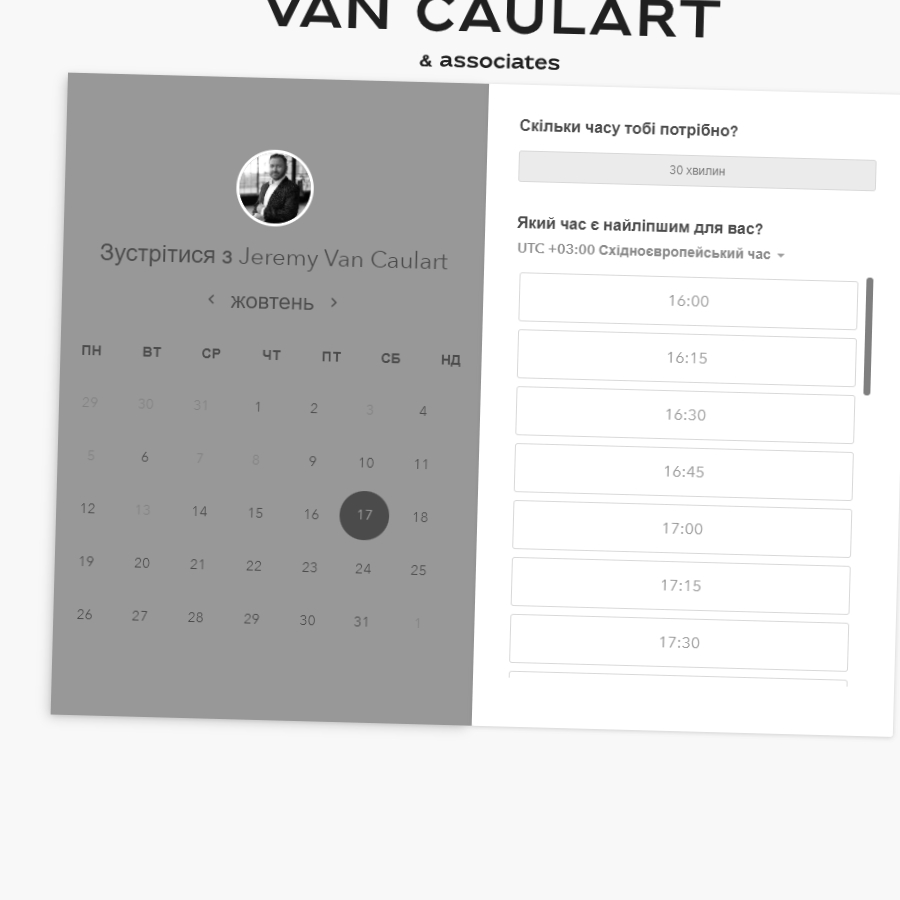 VAN CAULART
& associates
Зустрітися з Jeremy Van Caulart
жовтень
ПН ВТ СР ЧТ ПТ СБ НД
29 30 31 1 2 3 4
5 6 7 8 9 10 11
12 13 14 15 16 17 18
19 20 21 22 23 24 25
26 27 28 29 30 31 1
Скільки часу тобі потрібно?
30 хвилин
Який час є найліпшим для вас?
UTC +03:00 Східноєвропейський час
16:00
16:15
16:30
16:45
17:00
17:15
17:30